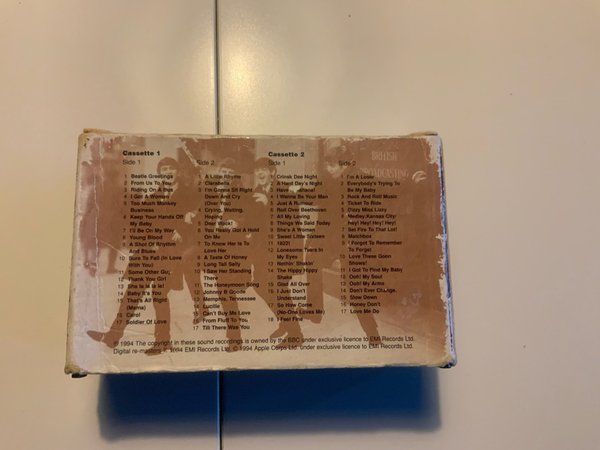 Cassette 1
Side 1
1 Beatle Greetings
2 From Us To You
3 Riding On A Bus
4 I Got A Woman
5 Too Much Monkey
Business
6 Keep Your Hands Off
My Baby
7 I'll Be On My Way
8 Young Blood
9 A Shot Of Rhythm
And Blues
10 Sure To Fall (In Love
With You)
11 Some Other Guy
12 Thank You Girl
13 Sha la la la la!
14 Baby It's You
15 That's All Right
(Mama)
16 Carol
17 Soldier Of Love
Side 2
1 A Little Rhyme
2 Clarabella
3 I'm Gonna Sit Right
Down And Cry
(Over You)
4 Crying, Waiting,
Hoping
5 Dear Wack!
6 You Really Got A Hold
On Me
7 To Know Her Is To
Love Her
8 A Taste Of Honey
9 Long Tall Sally
10 I Saw Her Standing
There
11 The Honeymoon Song
12 Johnny B Goode
13 Memphis, Tennessee
14 Lucille
15 Can't Buy Me Love
16 From Fluff To You
17 Till There Was You
Cassette 2
Side 1
1 Crinsk Dee Night
2 A Hard Day's Night
3 Have A Banana!
4 I Wanna Be Your Man
5 Just A Rumour
6 Roll Over Beethoven
7 All My Loving
8 Things We Said Today
9 She's A Woman
10 Sweet Little Sixteen
11 1822!
12 Lonesome Tears In
My Eyes
13 Nothin' Shakin'
14 The Hippy Hippy
Shake
15 Glad All Over
16 I Just Don't
Understand
17 So How Come
(No-One Loves Me)
18 I Feel Fine
BRITISH
Side 2
1 I'm A Loser
2 Everybody's Trying To
Be My Baby
3 Rock And Roll Music
4 Ticket To Ride
5 Dizzy Miss Lizzy
6 Medley: Kansas City/
Hey! Hey! Hey! Hey!
7 Set Fire To That Lot!
8 Matchbox
9 I Forgot To Remember
To Forget
10 Love These Goon
Shows!
11 I Got To Find My Baby
12 Ooh! My Soul
13 Ooh! My Arms
14 Don't Ever Change
15 Slow Down
16 Honey Don't
17 Love Me Do
℗ 1994 The copyright in these sound recordings is owned by the BBC under exclusive licence to EMI Records Ltd.
Digital re-masters ℗ 1994 EMI Records Ltd. © 1994 Apple Corps Ltd. under exclusive licence to EMI Records Ltd.